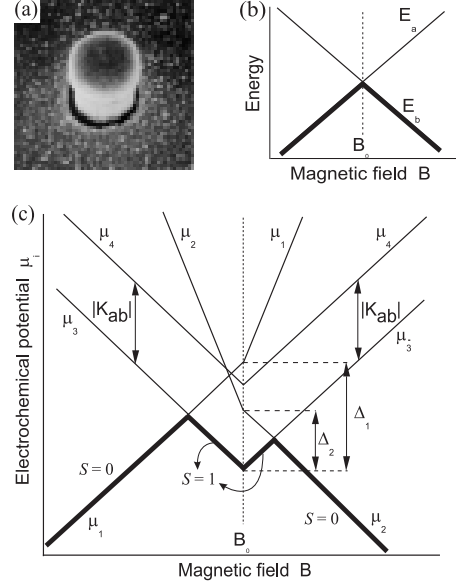 (a)
(b)
Energy
E_a
E_b
B_0
Magnetic field B
(c)
Electrochemical potential μ_i
μ_4
μ_2
μ_1
μ_4
|K_ab|
|K_ab|
μ_3
μ_3
Δ_1
Δ_2
S = 0
S = 1
S = 0
μ_1
μ_2
B_0
Magnetic field B